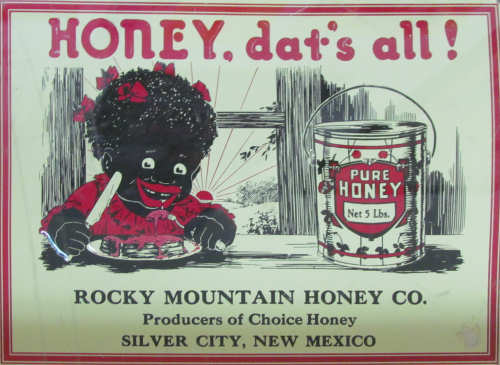 HONEY, dat's all!
PURE
HONEY
Net 5 Lbs.
ROCKY MOUNTAIN HONEY CO.
Producers of Choice Honey
SILVER CITY, NEW MEXICO